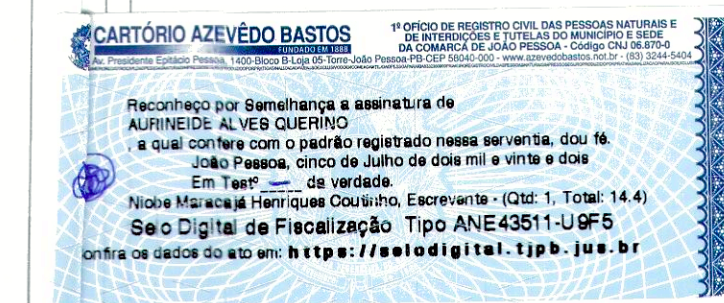 CARTÓRIO AZEVÊDO BASTOS
FUNDADO EM 1888
1º OFÍCIO DE REGISTRO CIVIL DAS PESSOAS NATURAIS E
DE INTERDIÇÕES E TUTELAS DO MUNICÍPIO E SEDE
DA COMARCA DE JOÃO PESSOA - Código CNJ 06.870-0
Av. Presidente Epitácio Pessoa, 1400-Bloco B-Loja 05-Torre-João Pessoa-PB-CEP 58040-000 - www.azevedobastos.not.br - (83) 3244-5404
Reconheço por Semelhança a assinatura de
AURINEIDE ALVES QUERINO
, a qual confere com o padrão registrado nessa serventia, dou fé.
João Pessoa, cinco de Julho de dois mil e vinte e dois
Em Testº _____ da verdade.
Niobe Maracajá Henriques Coutinho, Escrevente - (Qtd: 1, Total: 14.4)
Selo Digital de Fiscalização Tipo ANE43511-U9F5
onfira os dados do ato em: https://selodigital.tjpb.jus.br